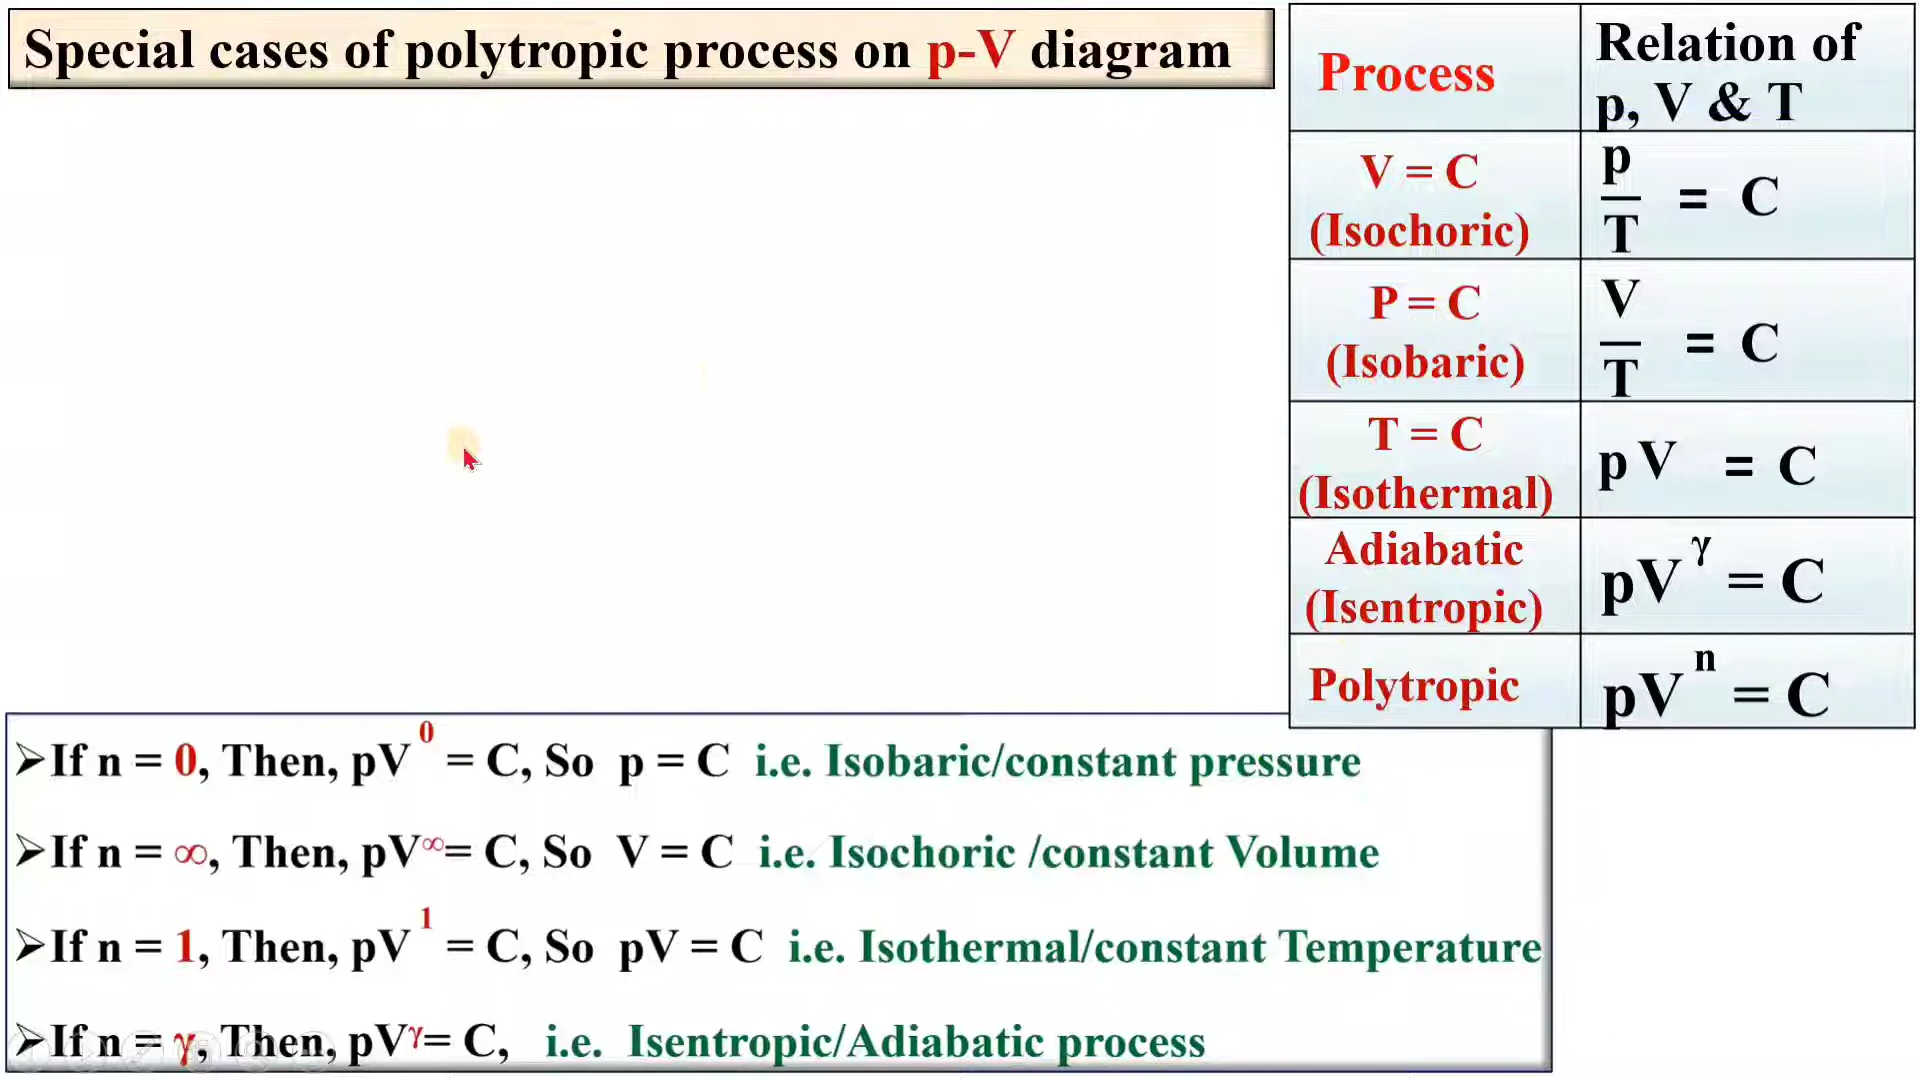 Special cases of polytropic process on p-V diagram
Process
Relation of
p, V & T
V = C
(Isochoric)
p
T
= C
P = C
(Isobaric)
V
T
= C
T = C
(Isothermal)
p V = C
Adiabatic
(Isentropic)
pV^γ = C
Polytropic
pV^n = C
➢If n = 0, Then, pV^0 = C, So p = C i.e. Isobaric/constant pressure
➢If n = ∞, Then, pV^∞= C, So V = C i.e. Isochoric /constant Volume
➢If n = 1, Then, pV^1 = C, So pV = C i.e. Isothermal/constant Temperature
➢If n = γ, Then, pV^γ= C, i.e. Isentropic/Adiabatic process